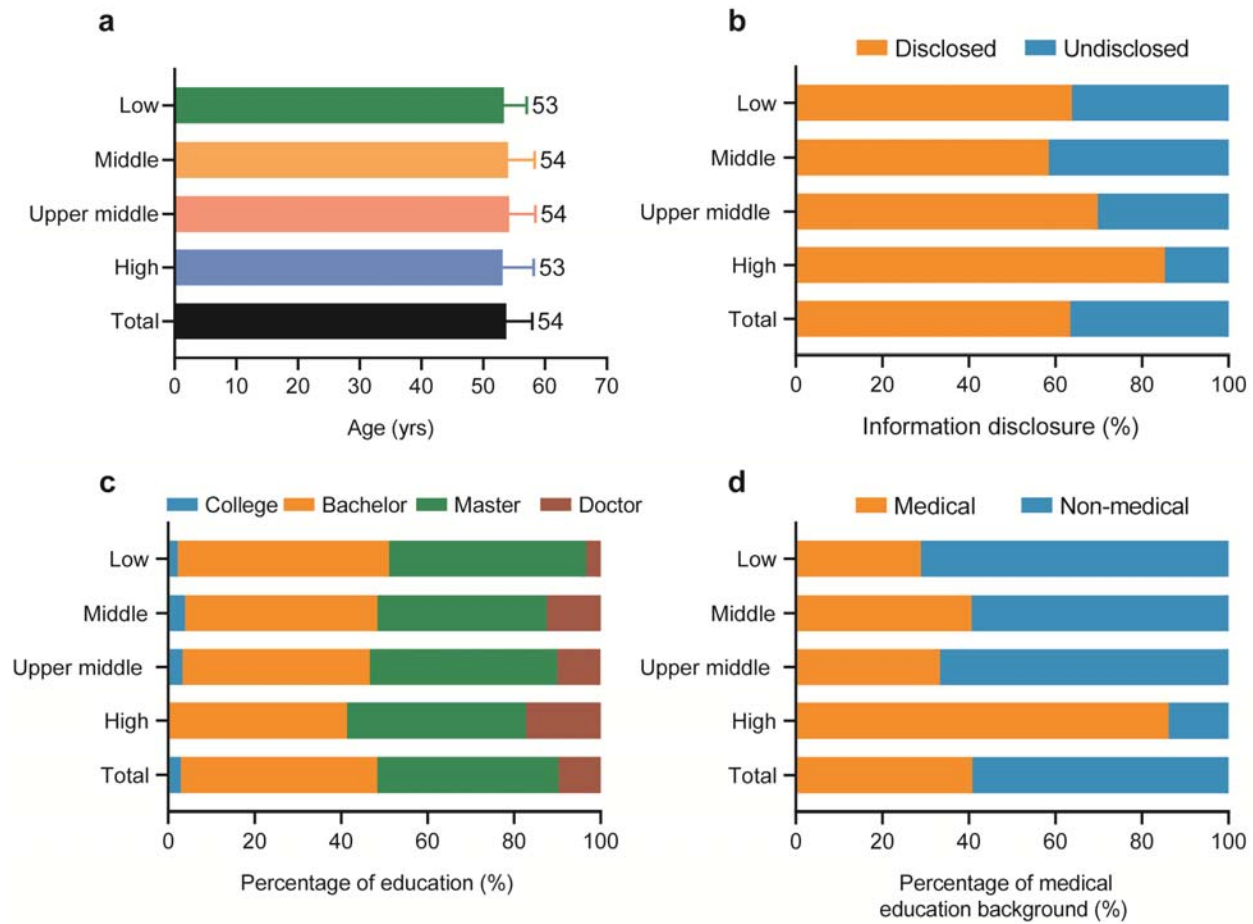 a
Low
53
Middle
54
Upper middle
54
High
53
Total
54
0 10 20 30 40 50 60 70
Age (yrs)
b
Disclosed Undisclosed
Low
Middle
Upper middle
High
Total
0 20 40 60 80 100
Information disclosure (%)
c
College Bachelor Master Doctor
Low
Middle
Upper middle
High
Total
0 20 40 60 80 100
Percentage of education (%)
d
Medical Non-medical
Low
Middle
Upper middle
High
Total
0 20 40 60 80 100
Percentage of medical
education background (%)